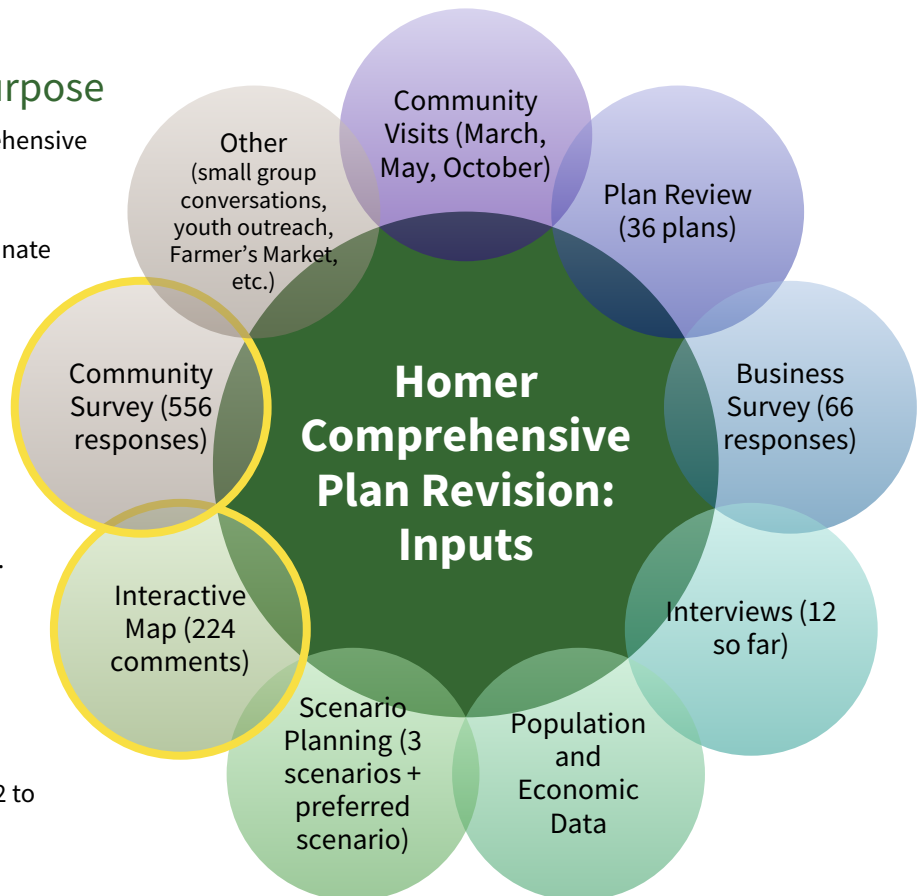 urpose
ehensive
nate
.
2 to
Community
Visits (March,
May, October)
Plan Review
(36 plans)
Business
Survey (66
responses)
Interviews (12
so far)
Population
and
Economic
Data
Scenario
Planning (3
scenarios +
preferred
scenario)
Interactive
Map (224
comments)
Community
Survey (556
responses)
Other
(small group
conversations,
youth outreach,
Farmer's Market,
etc.)
Homer
Comprehensive
Plan Revision:
Inputs